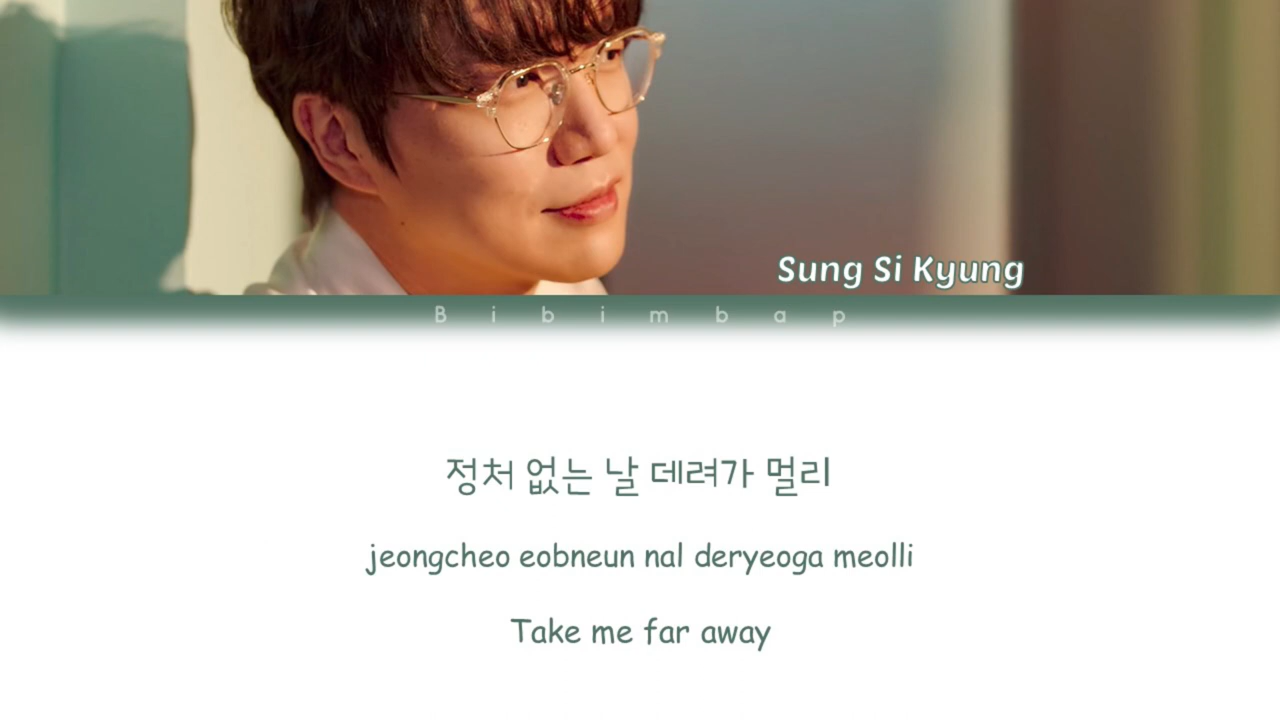 Sung Si Kyung
Bibimbap
정처 없는 날 데려가 멀리
jeongcheo eobneun nal deryeoga meolli
Take me far away